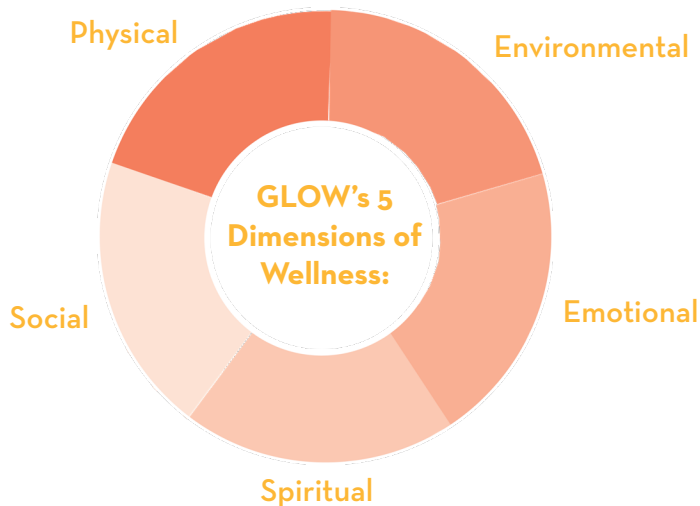 Physical
Environmental
GLOW's 5
Dimensions of
Wellness:
Social
Emotional
Spiritual